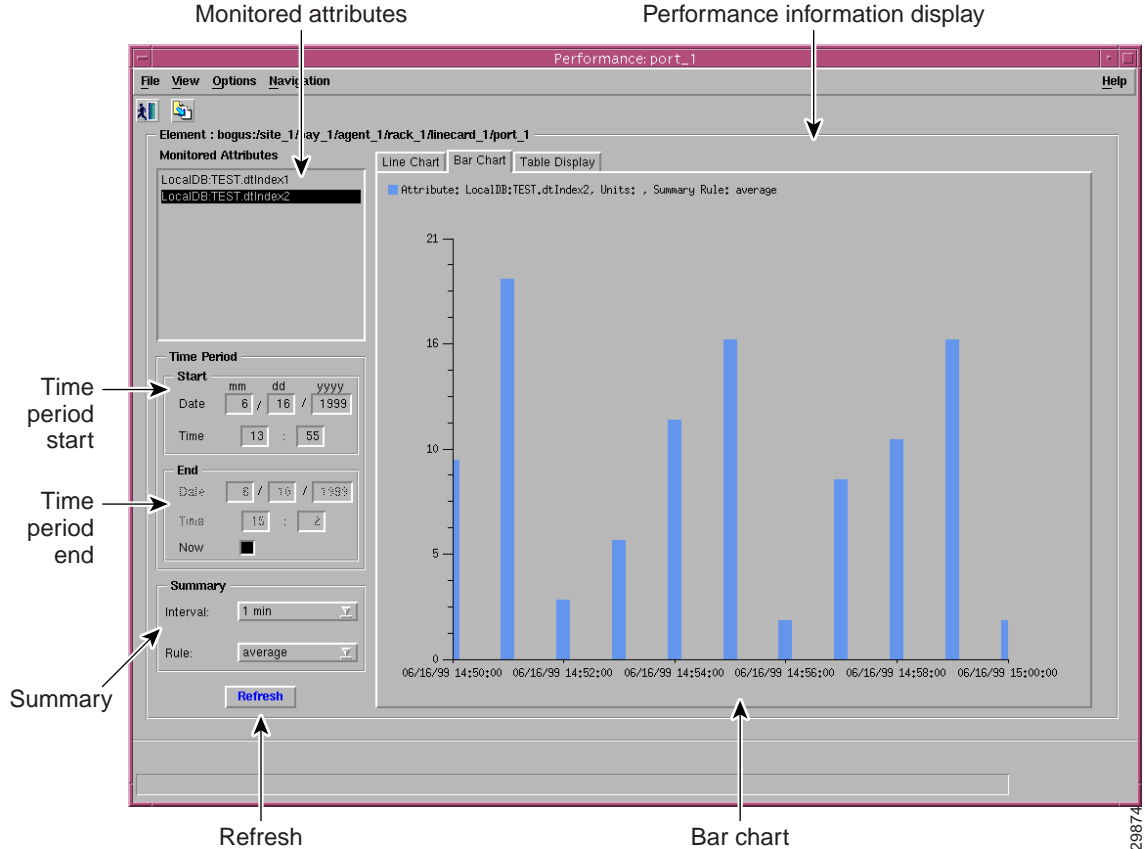 Monitored attributes
Performance information display
Performance: port_1
File View Options Navigation Help
Element : bogus:/site_1/bay_1/agent_1/rack_1/linecard_1/port_1
Monitored Attributes
LocalDB:TEST.dtIndex1
LocalDB:TEST.dtIndex2
Line Chart Bar Chart Table Display
Attribute: LocalDB:TEST.dtIndex2, Units: , Summary Rule: average
21
16
10
5
0
06/16/99 14:50:00 06/16/99 14:52:00 06/16/99 14:54:00 06/16/99 14:56:00 06/16/99 14:58:00 06/16/99 15:00:00
Time Period
Start
mm dd yyyy
Date 6 / 16 / 1999
Time 13 : 55
End
Date 6 / 16 / 1999
Time 15 : 2
Now
Summary
Interval: 1 min
Rule: average
Refresh
Time
period
start
Time
period
end
Summary
Refresh
Bar chart
29874